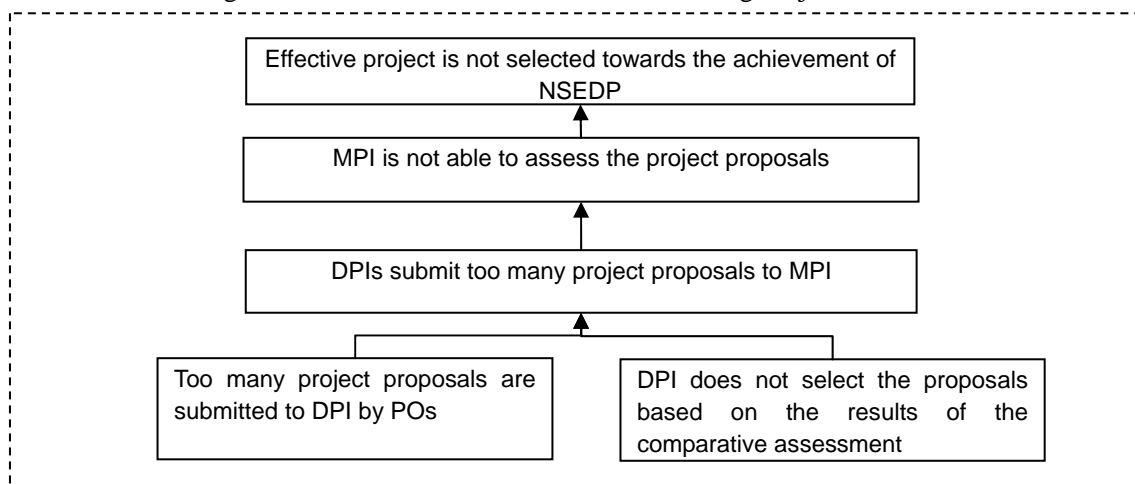 Effective project is not selected towards the achievement of
NSEDP
MPI is not able to assess the project proposals
DPIs submit too many project proposals to MPI
Too many project proposals are
submitted to DPI by POs
DPI does not select the proposals
based on the results of the
comparative assessment